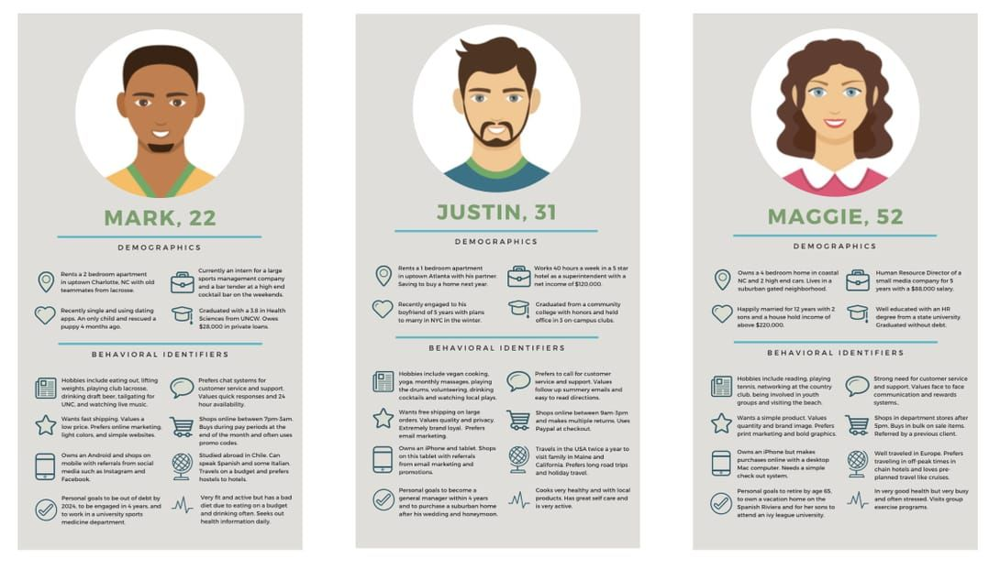 MARK, 22
DEMOGRAPHICS
Rents a 2 bedroom apartment
in uptown Charlotte, NC with old
teammates from lacrosse.
Currently an intern for a large
sports management company
and a bar tender at a high end
cocktail bar on the weekends.
Recently single and using dating
apps. An only child and rescued a
puppy 4 months ago.
Graduated with a 3.8 in Health
Sciences from UNCW. Owes
$28,000 in private loans.
BEHAVIORAL IDENTIFIERS
Hobbies include eating out, lifting
weights, playing club lacrosse,
drinking draft beer, tailgating for
UNC, and watching live music.
Prefers chat systems for
customer service and support.
Values quick responses and 24
hour availability.
Wants fast shipping. Values a
low price. Prefers online marketing,
light colors, and simple websites.
Shops online between 7pm-5am.
Buys during pay periods at the
end of the month and often uses
promo codes.
Owns an Android and shops on
mobile with referrals from social
media such as Instagram and
Facebook.
Studied abroad in Chile. Can
speak Spanish and some Italian.
Travels on a budget and prefers
hostels to hotels.
Personal goals to be out of debt by
2024, to be engaged in 4 years, and
to work in a university sports
medicine department.
Very fit and active but has a bad
diet due to eating on a budget
and drinking often. Seeks out
health information daily.
JUSTIN, 31
DEMOGRAPHICS
Rents a 1 bedroom apartment
in uptown Atlanta with his partner.
Saving to buy a home next year.
Works 40 hours a week in a 5 star
hotel as a superintendent with a
net income of $120,000.
Recently engaged to his
boyfriend of 5 years with plans
to marry in NYC in the winter.
Graduated from a community
college with honors and held
office in 3 on-campus clubs.
BEHAVIORAL IDENTIFIERS
Hobbies include vegan cooking,
yoga, monthly massages, playing
the drums, volunteering, drinking
cocktails and watching local plays.
Prefers to call for customer
service and support. Values
follow up summery emails and
easy to read directions.
Wants free shipping on large
orders. Values quality and privacy.
Extremely brand loyal. Prefers
email marketing.
Shops online between 9am-3pm
and makes multiple returns. Uses
Paypal at checkout.
Owns an iPhone and tablet. Shops
on this tablet with referrals
from email marketing and
promotions.
Travels in the USA twice a year to
visit family in Maine and
California. Prefers long road trips
and holiday travel.
Personal goals to become a
general manager within 4 years
and to purchase a suburban home
after his wedding and honeymoon.
Cooks very healthy and with local
products. Has great self care and
is very active.
MAGGIE, 52
DEMOGRAPHICS
Owns a 4 bedroom home in coastal
NC and 2 high end cars. Lives in a
suburban gated neighborhood.
Human Resource Director of a
small media company for 5
years with a $88,000 salary.
Happily married for 12 years with 2
sons and a house hold income of
above $220,000.
Well educated with an HR
degree from a state university.
Graduated without debt.
BEHAVIORAL IDENTIFIERS
Hobbies include reading, playing
tennis, networking at the country
club, being involved in youth
groups and visiting the beach.
Strong need for customer service
and support. Values face to face
communication and rewards
systems..
Wants a simple product. Values
quantity and brand image. Prefers
print marketing and bold graphics.
Shops in department stores after
5pm. Buys in bulk on sale items.
Referred by a previous client.
Owns an iPhone but makes
purchases online with a desktop
Mac computer. Needs a simple
check out system.
Well traveled in Europe. Prefers
traveling in off-peak times in
chain hotels and loves pre-
planned travel like cruises.
Personal goals to retire by age 65,
to own a vacation home on the
Spanish Riviera and for her sons to
attend an ivy league university.
In very good health but very busy
and often stressed. Visits group
exercise programs.